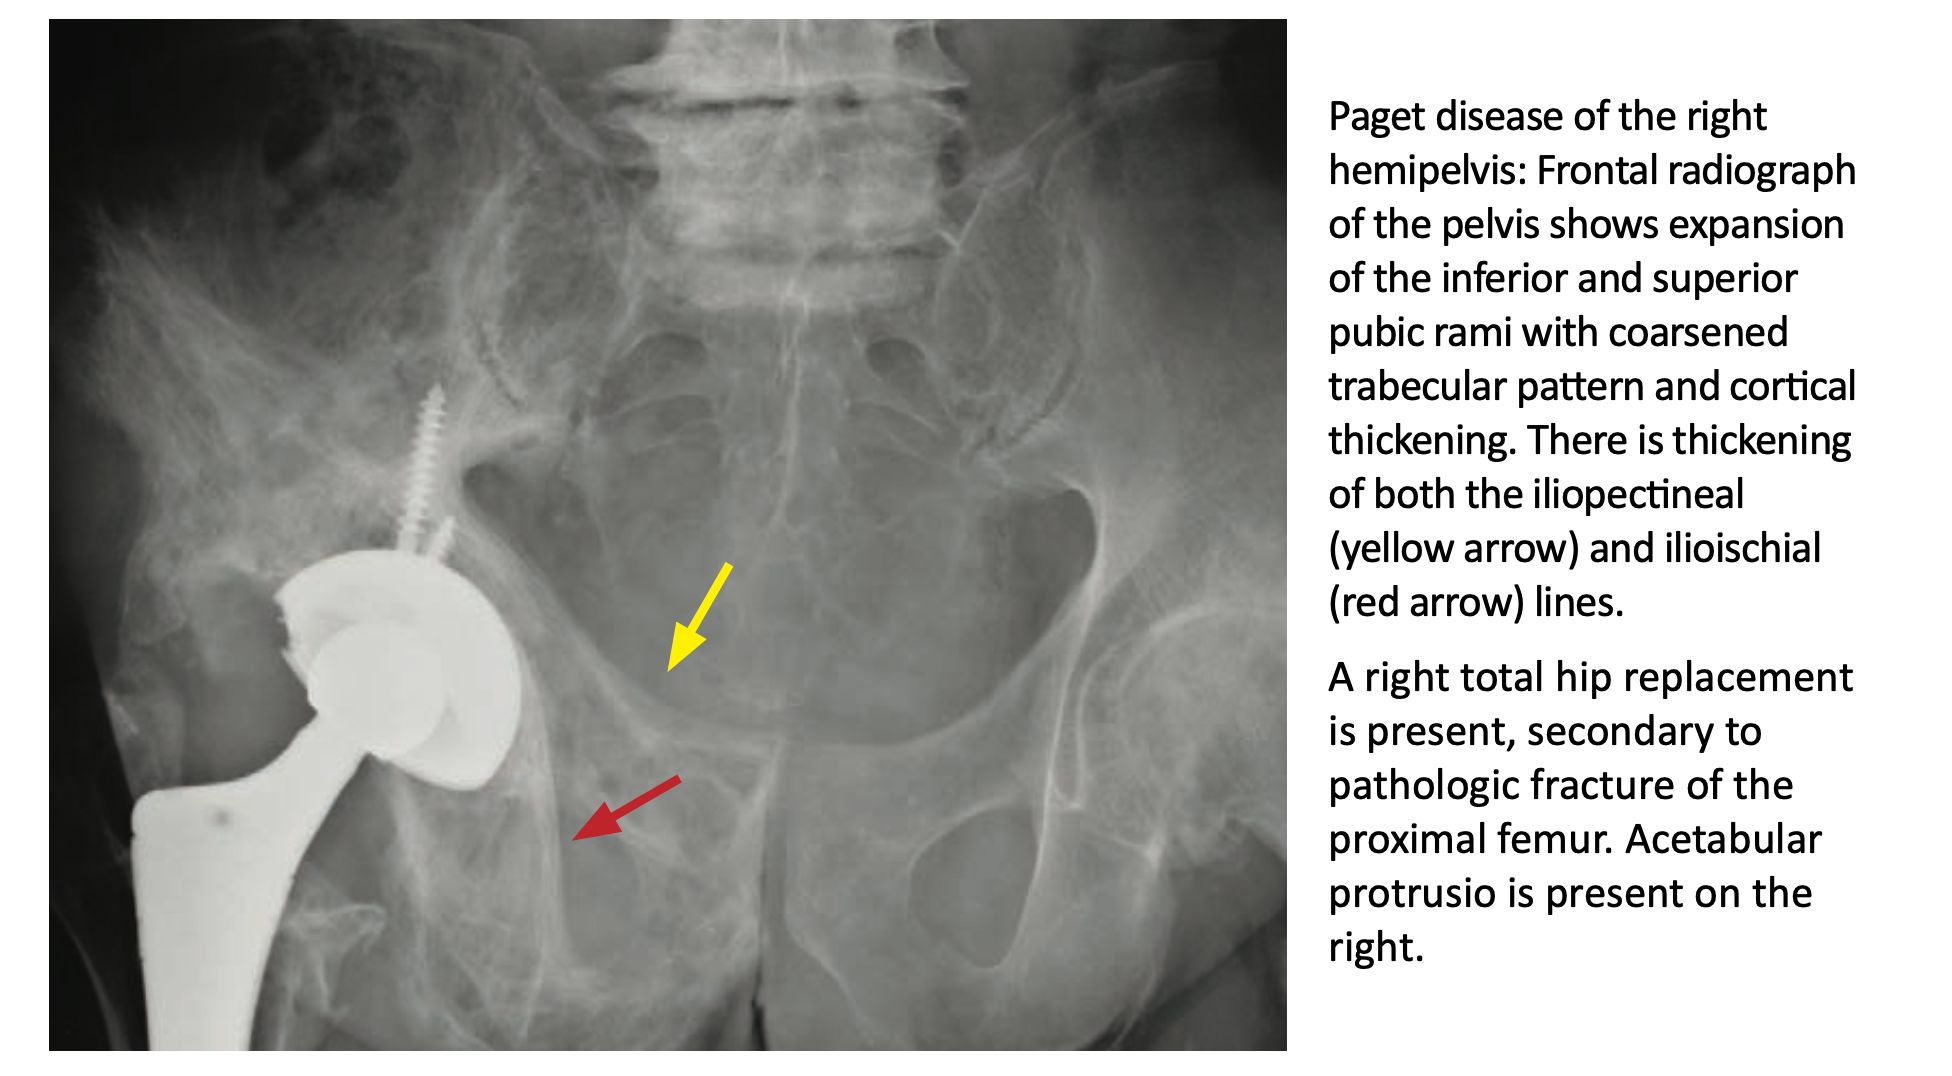 Paget disease of the right
hemipelvis: Frontal radiograph
of the pelvis shows expansion
of the inferior and superior
pubic rami with coarsened
trabecular pattern and cortical
thickening. There is thickening
of both the iliopectineal
(yellow arrow) and ilioischial
(red arrow) lines.
A right total hip replacement
is present, secondary to
pathologic fracture of the
proximal femur. Acetabular
protrusio is present on the
right.